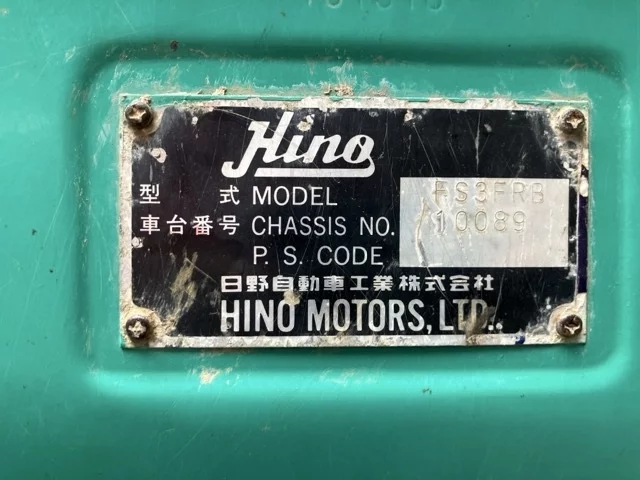 Hino
型 式 MODEL FS3FRB
車台番号 CHASSIS NO. 10089
P. S. CODE
日野自動車工業株式会社
HINO MOTORS, LTD.